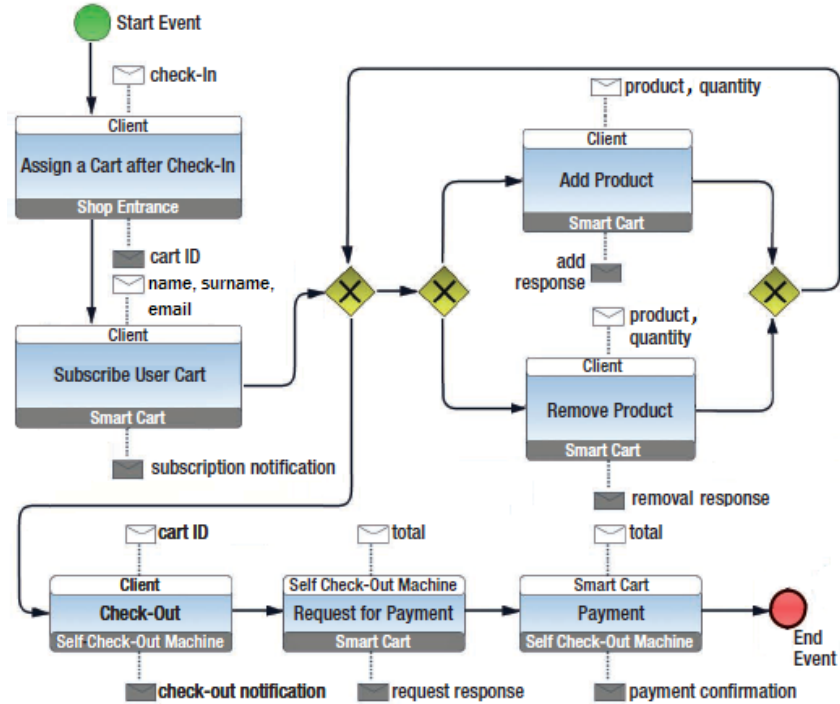 Start Event
check-In
Client
Assign a Cart after Check-In
Shop Entrance
cart ID
name, surname,
email
Client
Subscribe User Cart
Smart Cart
subscription notification
product, quantity
Client
Add Product
Smart Cart
add
response
product,
quantity
Client
Remove Product
Smart Cart
removal response
cart ID
Client
Check-Out
Self Check-Out Machine
check-out notification
total
Self Check-Out Machine
Request for Payment
Smart Cart
request response
total
Smart Cart
Payment
Self Check-Out Machine
payment confirmation
End
Event